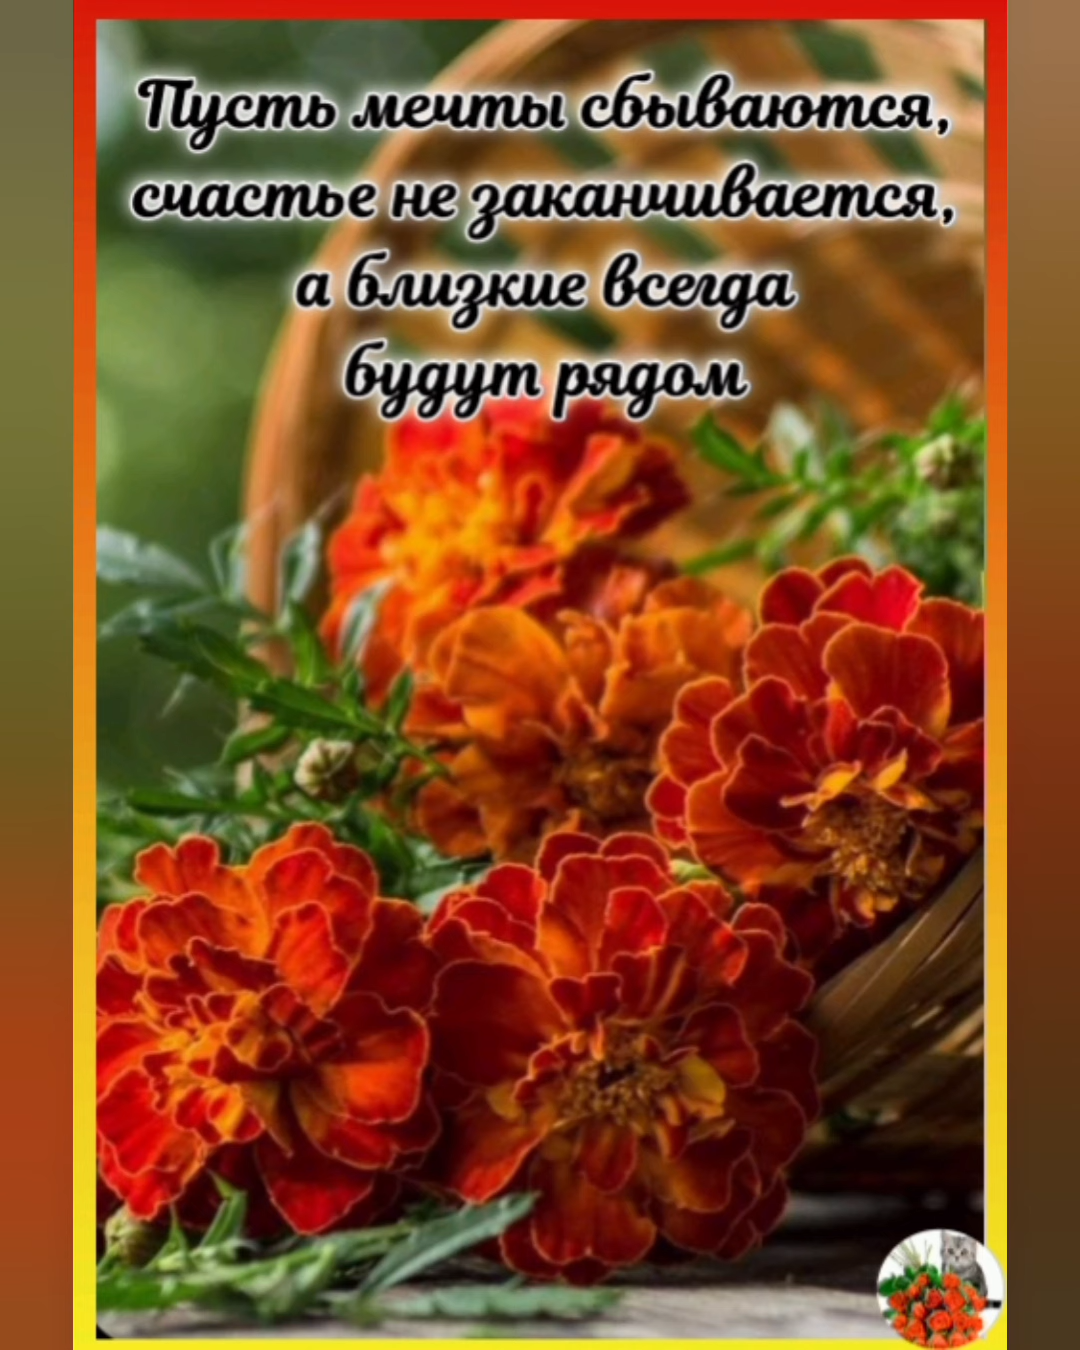 Пусть мечты сбываются,
счастье не заканчивается,
а близкие всегда
будут рядом